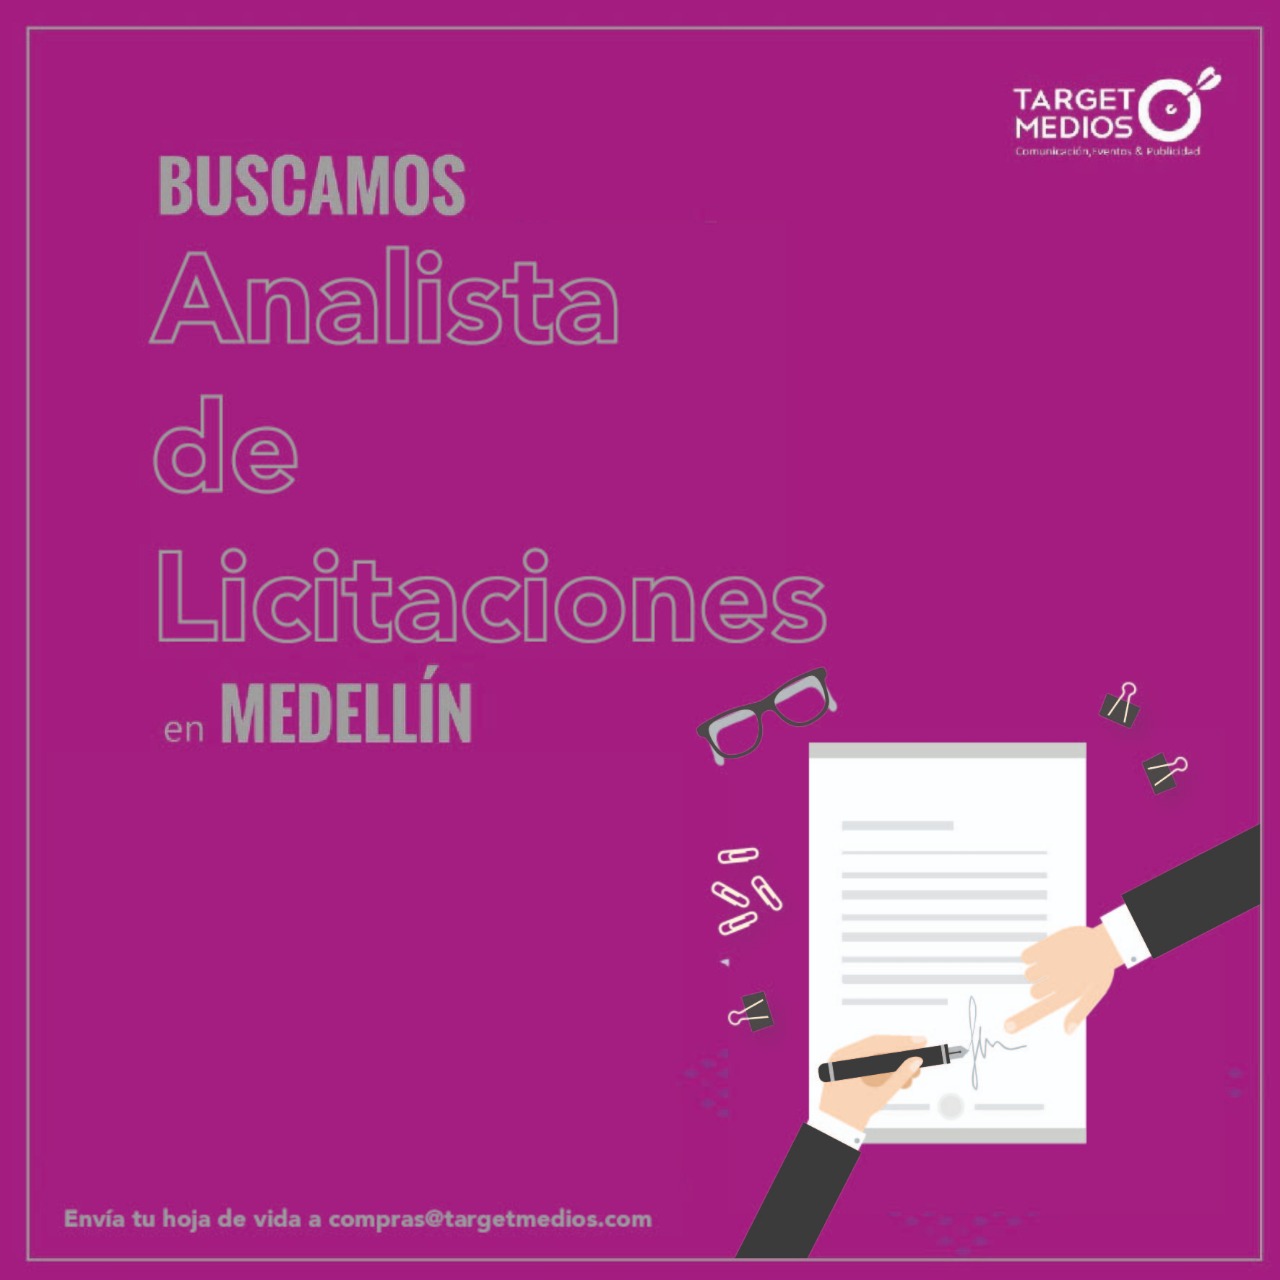 TARGET
MEDIOS
Comunicación,Eventos & Publicidad
BUSCAMOS
Analista
de
Licitaciones
en MEDELLÍN
Envía tu hoja de vida a compras@targetmedios.com